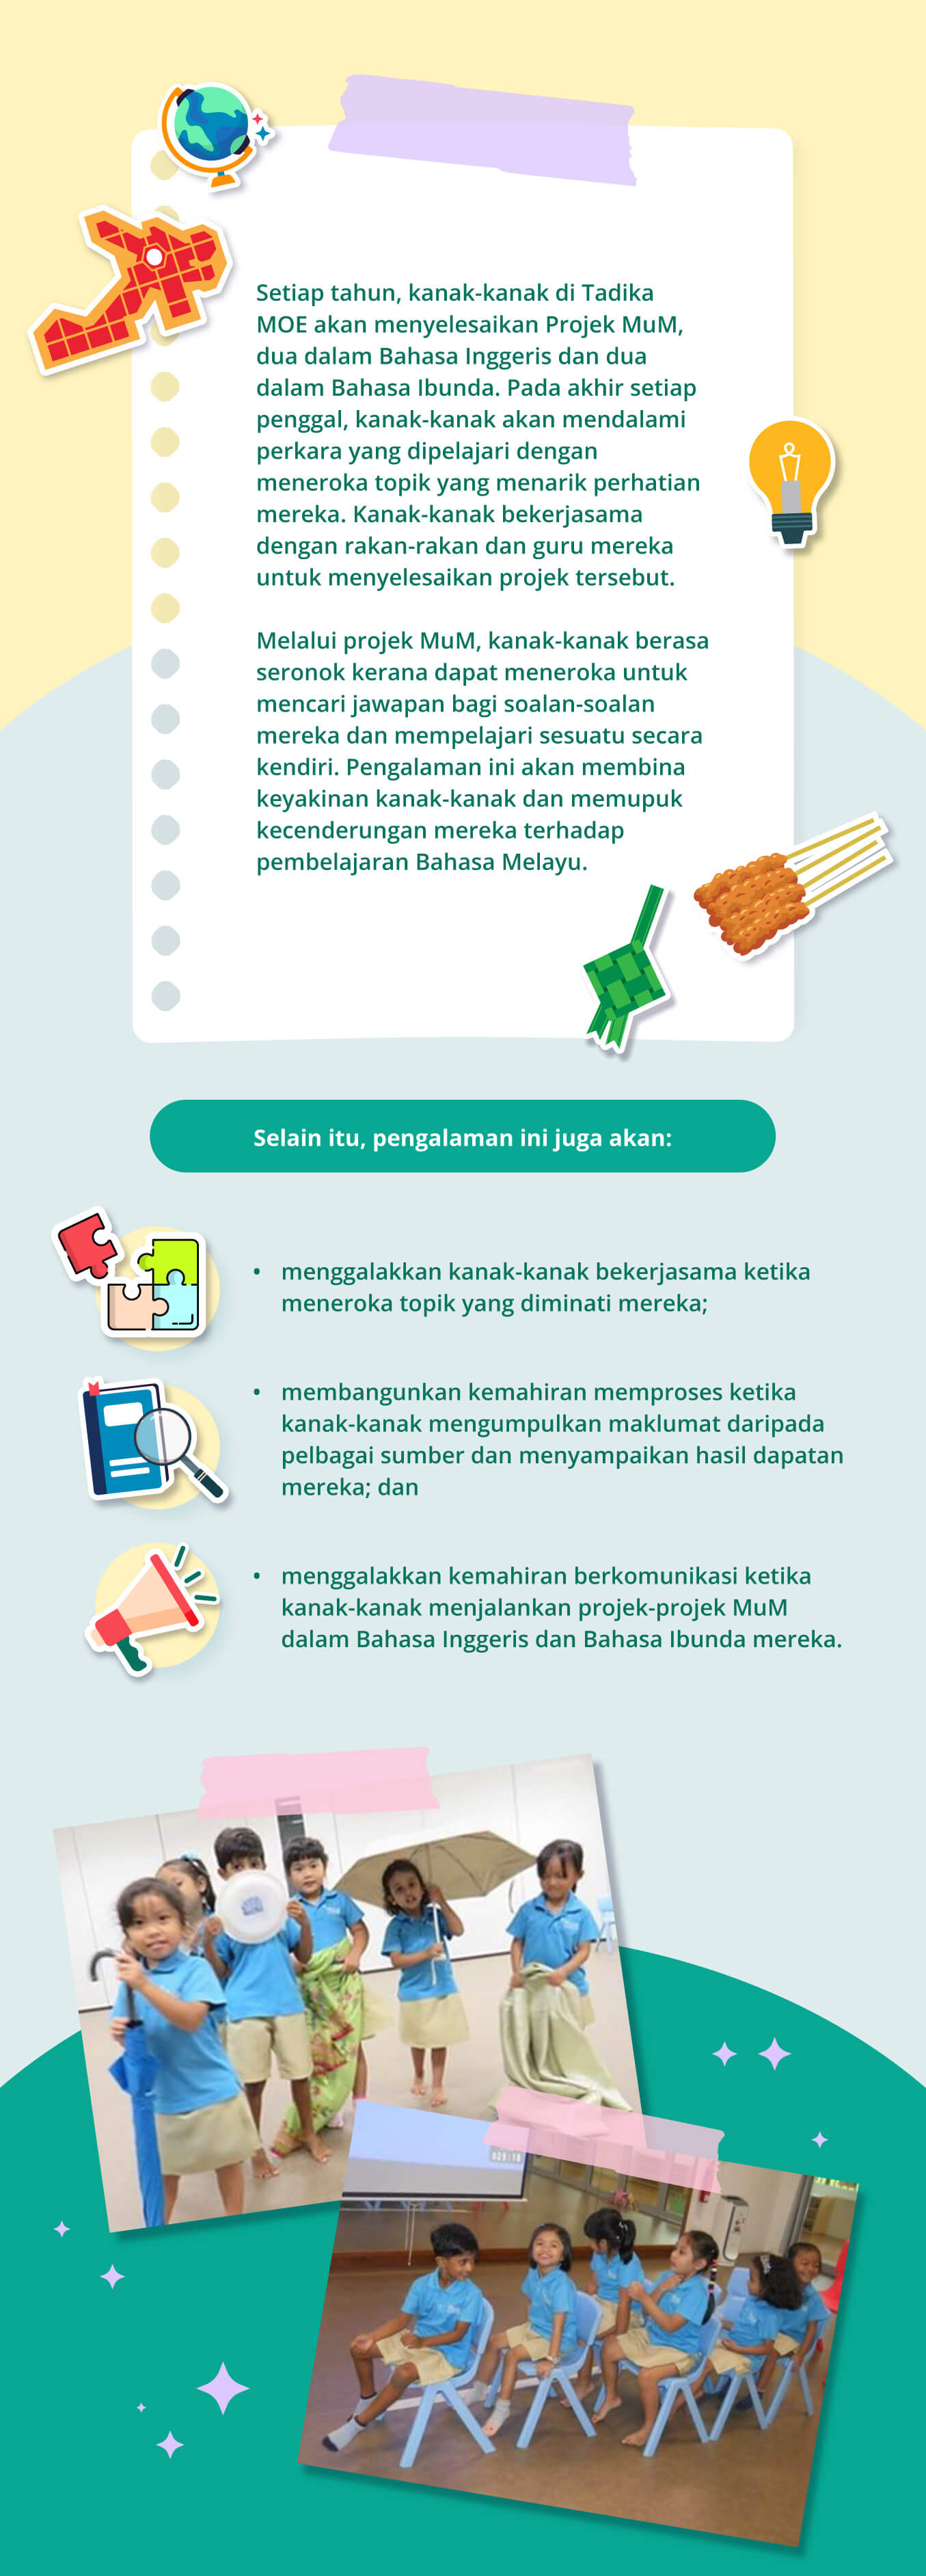 Setiap tahun, kanak-kanak di Tadika
MOE akan menyelesaikan Projek MuM,
dua dalam Bahasa Inggeris dan dua
dalam Bahasa Ibunda. Pada akhir setiap
penggal, kanak-kanak akan mendalami
perkara yang dipelajari dengan
meneroka topik yang menarik perhatian
mereka. Kanak-kanak bekerjasama
dengan rakan-rakan dan guru mereka
untuk menyelesaikan projek tersebut.
Melalui projek MuM, kanak-kanak berasa
seronok kerana dapat meneroka untuk
mencari jawapan bagi soalan-soalan
mereka dan mempelajari sesuatu secara
kendiri. Pengalaman ini akan membina
keyakinan kanak-kanak dan memupuk
kecenderungan mereka terhadap
pembelajaran Bahasa Melayu.
Selain itu, pengalaman ini juga akan:
• menggalakkan kanak-kanak bekerjasama ketika
meneroka topik yang diminati mereka;
• membangunkan kemahiran memproses ketika
kanak-kanak mengumpulkan maklumat daripada
pelbagai sumber dan menyampaikan hasil dapatan
mereka; dan
• menggalakkan kemahiran berkomunikasi ketika
kanak-kanak menjalankan projek-projek MuM
dalam Bahasa Inggeris dan Bahasa Ibunda mereka.